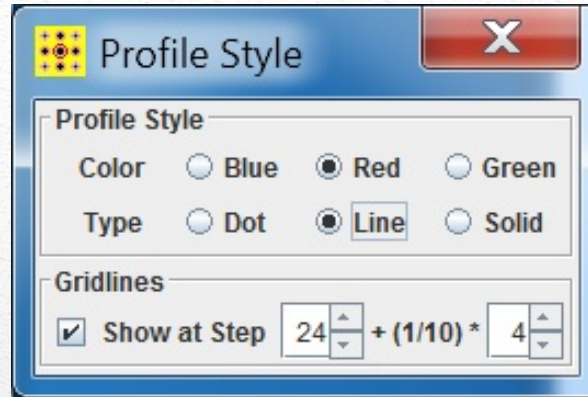 Profile Style
Profile Style
Color Blue Red Green
Type Dot Line Solid
Gridlines
Show at Step 24 + (1/10) * 4